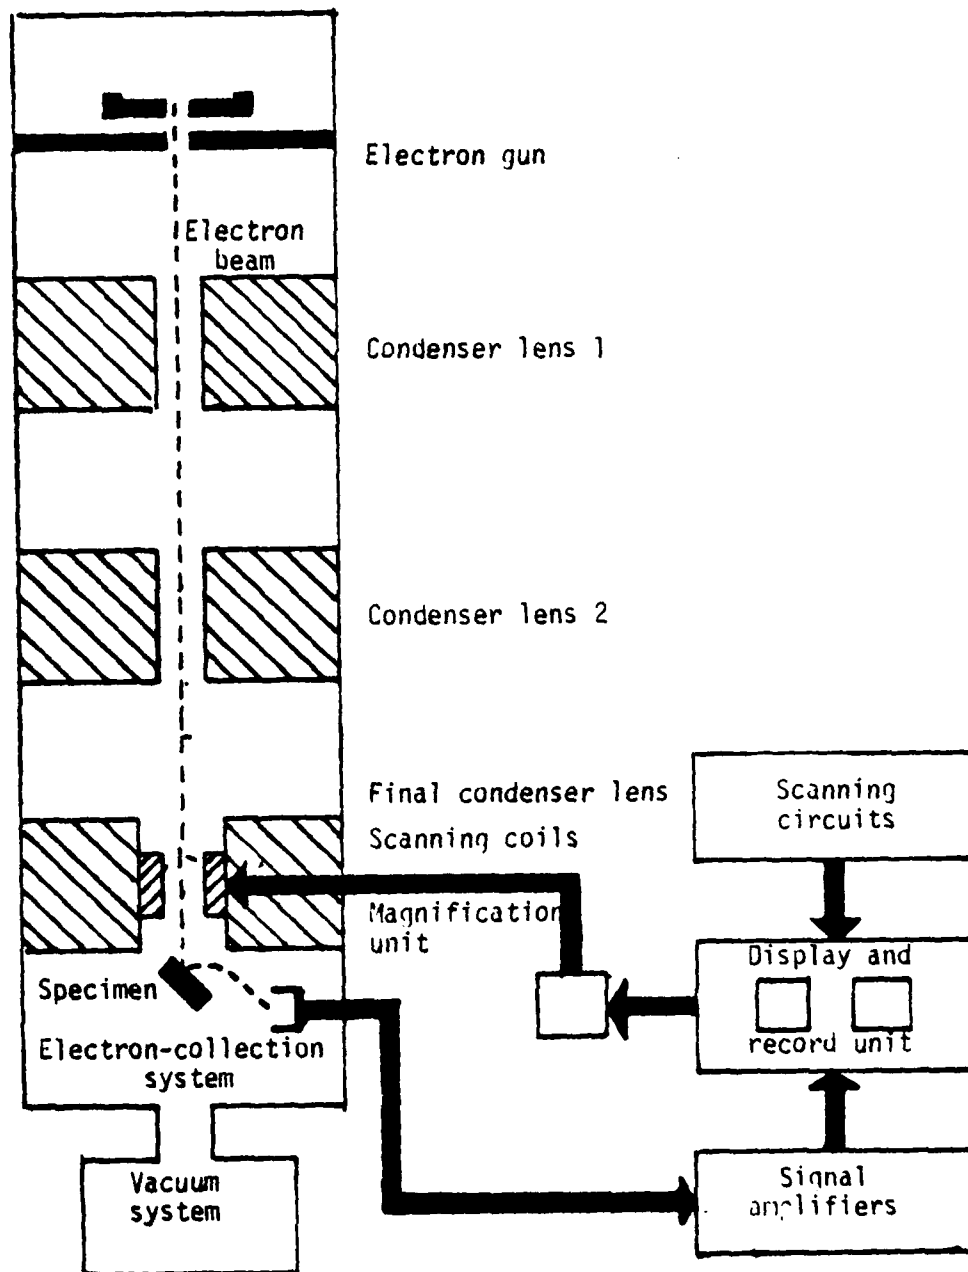 Electron gun
Electron
beam
Condenser lens 1
Condenser lens 2
Final condenser lens
Scanning coils
Magnification
unit
Scanning
circuits
Display and
record unit
Specimen
Electron-collection
system
Vacuum
system
Signal
amplifiers